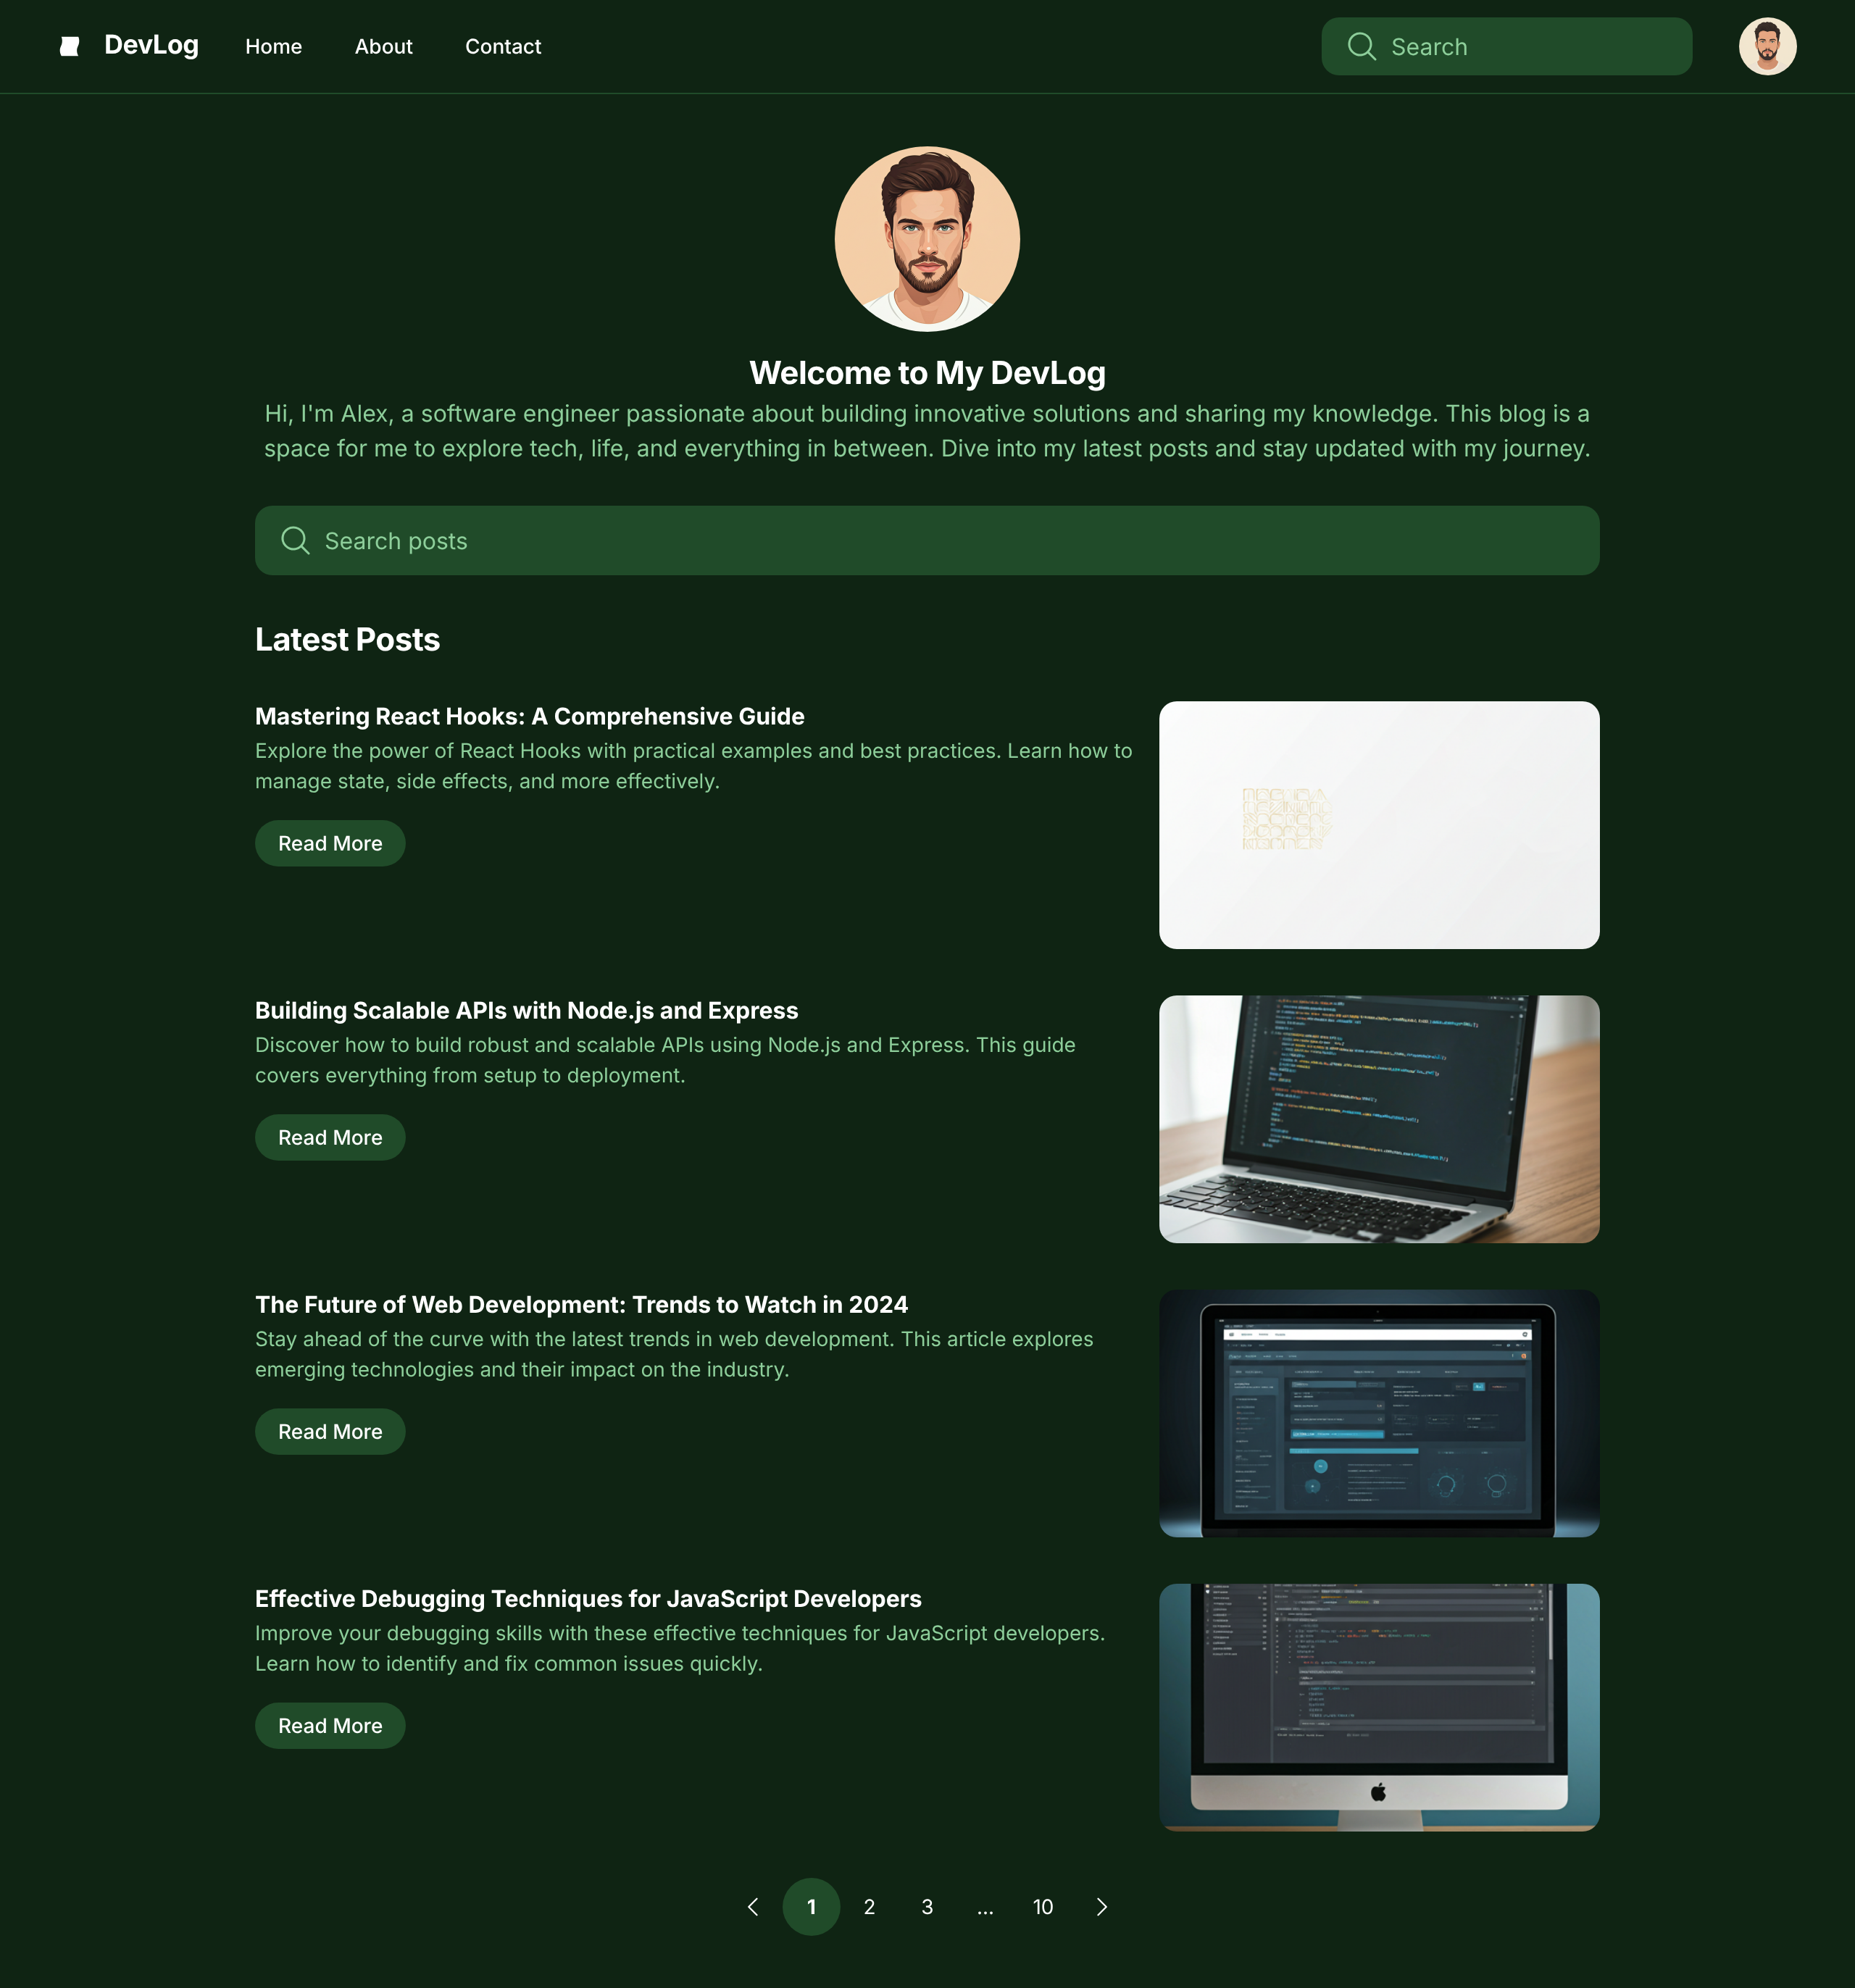 DevLog
Home
About
Contact
Search
Welcome to My DevLog
Hi, I'm Alex, a software engineer passionate about building innovative solutions and sharing my knowledge. This blog is a
space for me to explore tech, life, and everything in between. Dive into my latest posts and stay updated with my journey.
Search posts
Latest Posts
Mastering React Hooks: A Comprehensive Guide
Explore the power of React Hooks with practical examples and best practices. Learn how to
manage state, side effects, and more effectively.
Read More
Building Scalable APIs with Node.js and Express
Discover how to build robust and scalable APIs using Node.js and Express. This guide
covers everything from setup to deployment.
Read More
The Future of Web Development: Trends to Watch in 2024
Stay ahead of the curve with the latest trends in web development. This article explores
emerging technologies and their impact on the industry.
Read More
Effective Debugging Techniques for JavaScript Developers
Improve your debugging skills with these effective techniques for JavaScript developers.
Learn how to identify and fix common issues quickly.
Read More
1 2 3 ... 10